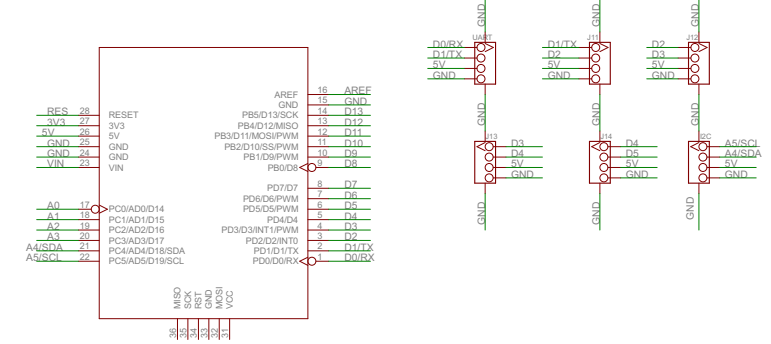 GND GND GND
UART J11 J12
D0/RX D1/TX D2
D1/TX D2 D3
5V 5V 5V
GND GND GND
GND GND GND
J13 J14 I2C
D3 D4 A5/SCL
D4 D5 A4/SDA
5V 5V 5V
GND GND GND
GND GND GND
AREF 16 AREF
GND 15 GND
RES 28 RESET PB5/D13/SCK 14 D13
3V3 27 3V3 PB4/D12/MISO 13 D12
5V 26 5V PB3/D11/MOSI/PWM 12 D11
GND 25 GND PB2/D10/SS/PWM 11 D10
GND 24 GND PB1/D9/PWM 10 D9
VIN 23 VIN PB0/D8 9 D8
PD7/D7 8 D7
PD6/D6/PWM 7 D6
A0 17 PC0/AD0/D14 PD5/D5/PWM 6 D5
A1 18 PC1/AD1/D15 PD4/D4 5 D4
A2 19 PC2/AD2/D16 PD3/D3/INT1/PWM 4 D3
A3 20 PC3/AD3/D17 PD2/D2/INT0 3 D2
A4/SDA 21 PC4/AD4/D18/SDA PD1/D1/TX 2 D1/TX
A5/SCL 22 PC5/AD5/D19/SCL PD0/D0/RX 1 D0/RX
MISO SCK RST GND MOSI VCC
36 35 34 33 32 31